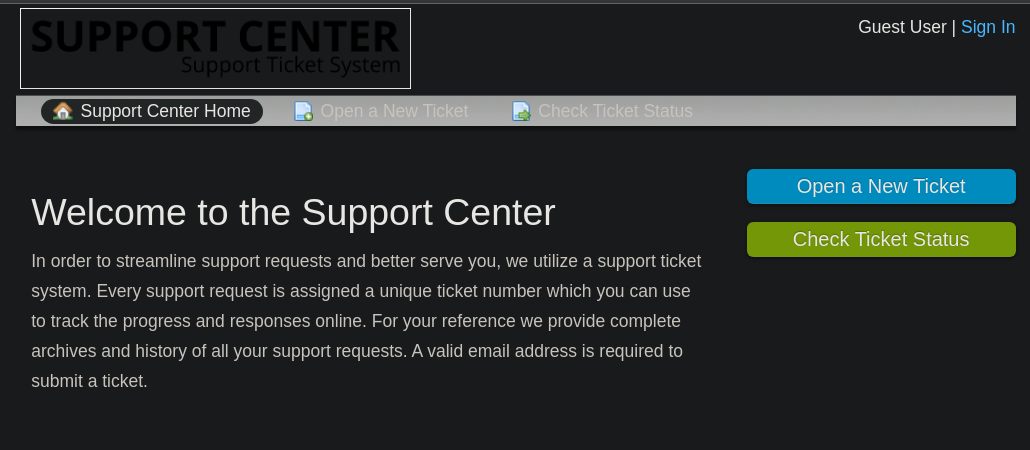 SUPPORT CENTER
Support Ticket System
Guest User | Sign In
Support Center Home Open a New Ticket Check Ticket Status
Welcome to the Support Center
In order to streamline support requests and better serve you, we utilize a support ticket
system. Every support request is assigned a unique ticket number which you can use
to track the progress and responses online. For your reference we provide complete
archives and history of all your support requests. A valid email address is required to
submit a ticket.
Open a New Ticket
Check Ticket Status